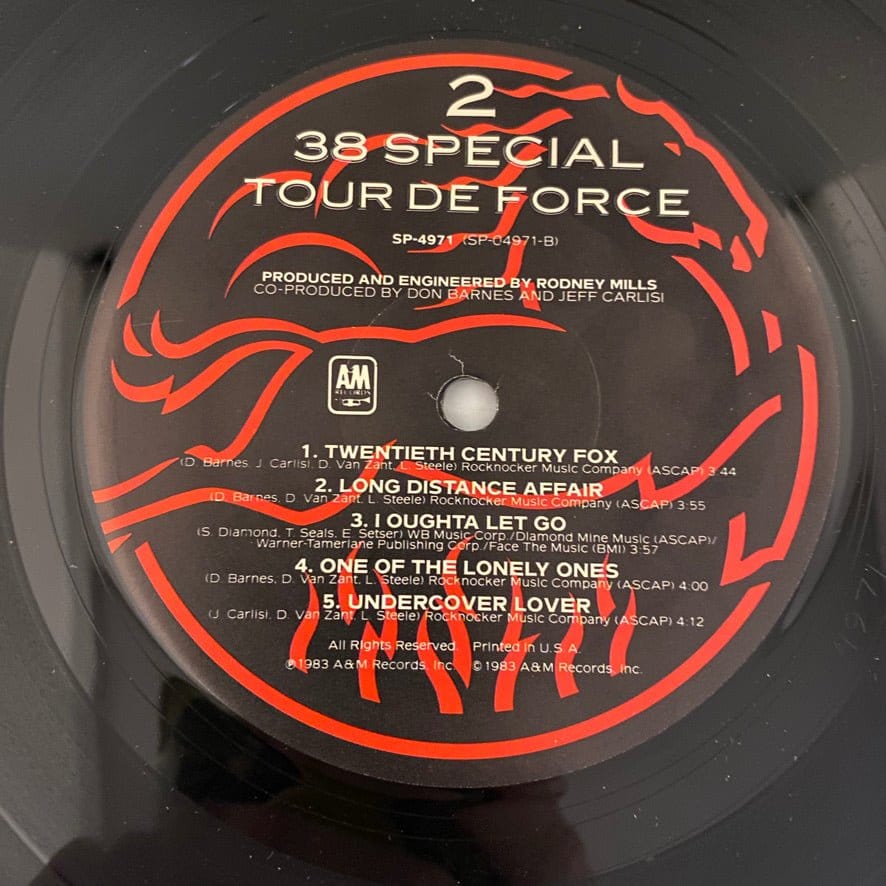 2
38 SPECIAL
TOUR DE FORCE
SP-4971 (SP-04971-B)
PRODUCED AND ENGINEERED BY RODNEY MILLS
CO-PRODUCED BY DON BARNES AND JEFF CARLISI
A&M
RECORDS
1. TWENTIETH CENTURY FOX
(D. Barnes, J. Carlisi, D. Van Zant, L. Steele) Rocknocker Music Company (ASCAP) 3:44
2. LONG DISTANCE AFFAIR
(D. Barnes, D. Van Zant, L. Steele) Rocknocker Music Company (ASCAP) 3:55
3. I OUGHTA LET GO
(S. Diamond, T. Seals, E. Setser) WB Music Corp./Diamond Mine Music (ASCAP)/
Warner-Tamerlane Publishing Corp./Face The Music (BMI) 3:57
4. ONE OF THE LONELY ONES
(D. Barnes, D. Van Zant, L. Steele) Rocknocker Music Company (ASCAP) 4:00
5. UNDERCOVER LOVER
(J. Carlisi, D. Van Zant, L. Steele) Rocknocker Music Company (ASCAP) 4:12
All Rights Reserved. Printed in U.S.A.
℗1983 A&M Records, Inc. ©1983 A&M Records, Inc.